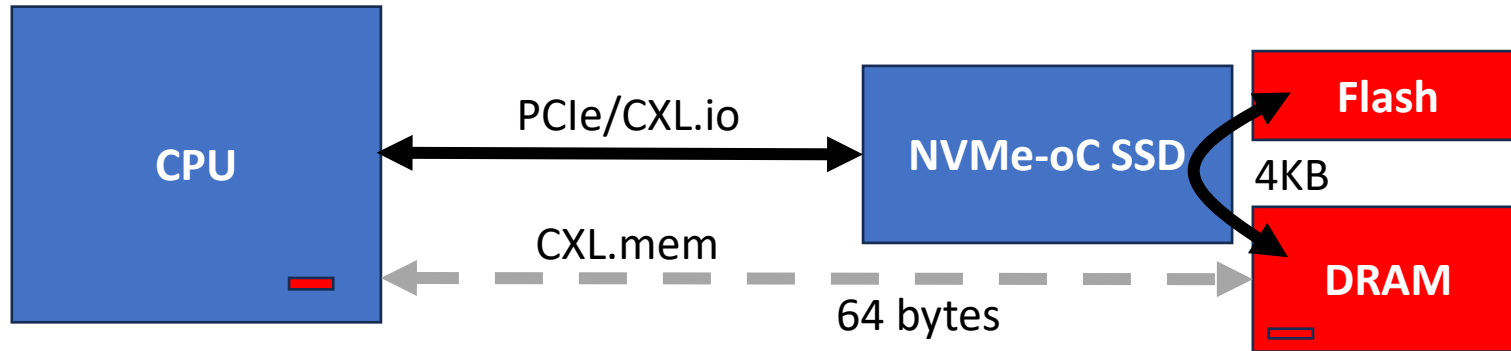 CPU
PCIe/CXL.io
NVMe-oC SSD
Flash
4KB
CXL.mem
64 bytes
DRAM